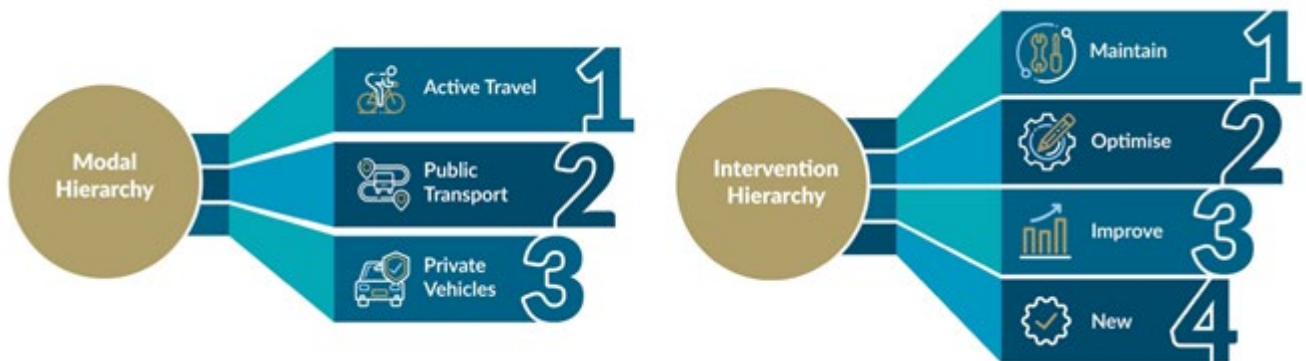 Modal
Hierarchy
Active Travel
1
Public
Transport
2
Private
Vehicles
3
Intervention
Hierarchy
Maintain
1
Optimise
2
Improve
3
New
4